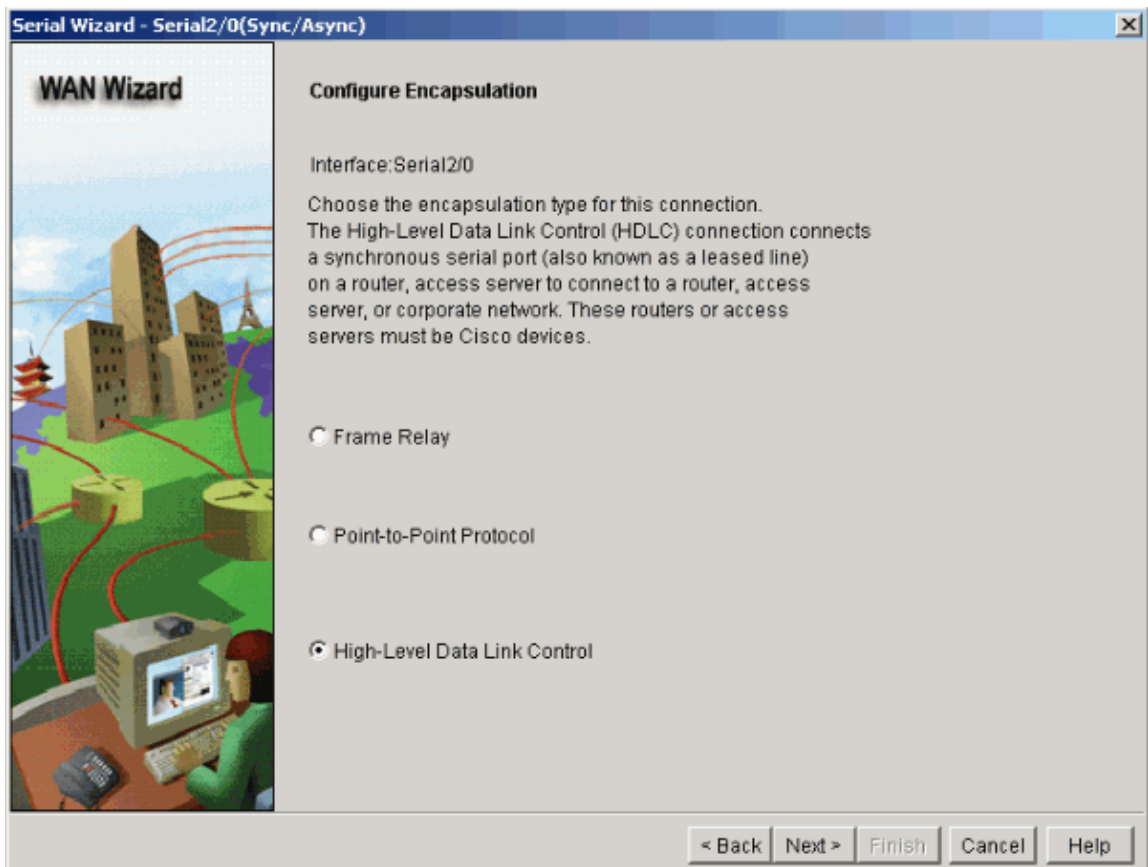 Serial Wizard - Serial2/0(Sync/Async)
WAN Wizard
Configure Encapsulation
Interface:Serial2/0
Choose the encapsulation type for this connection.
The High-Level Data Link Control (HDLC) connection connects
a synchronous serial port (also known as a leased line)
on a router, access server to connect to a router, access
server, or corporate network. These routers or access
servers must be Cisco devices.
Frame Relay
Point-to-Point Protocol
High-Level Data Link Control
< Back Next > Finish Cancel Help